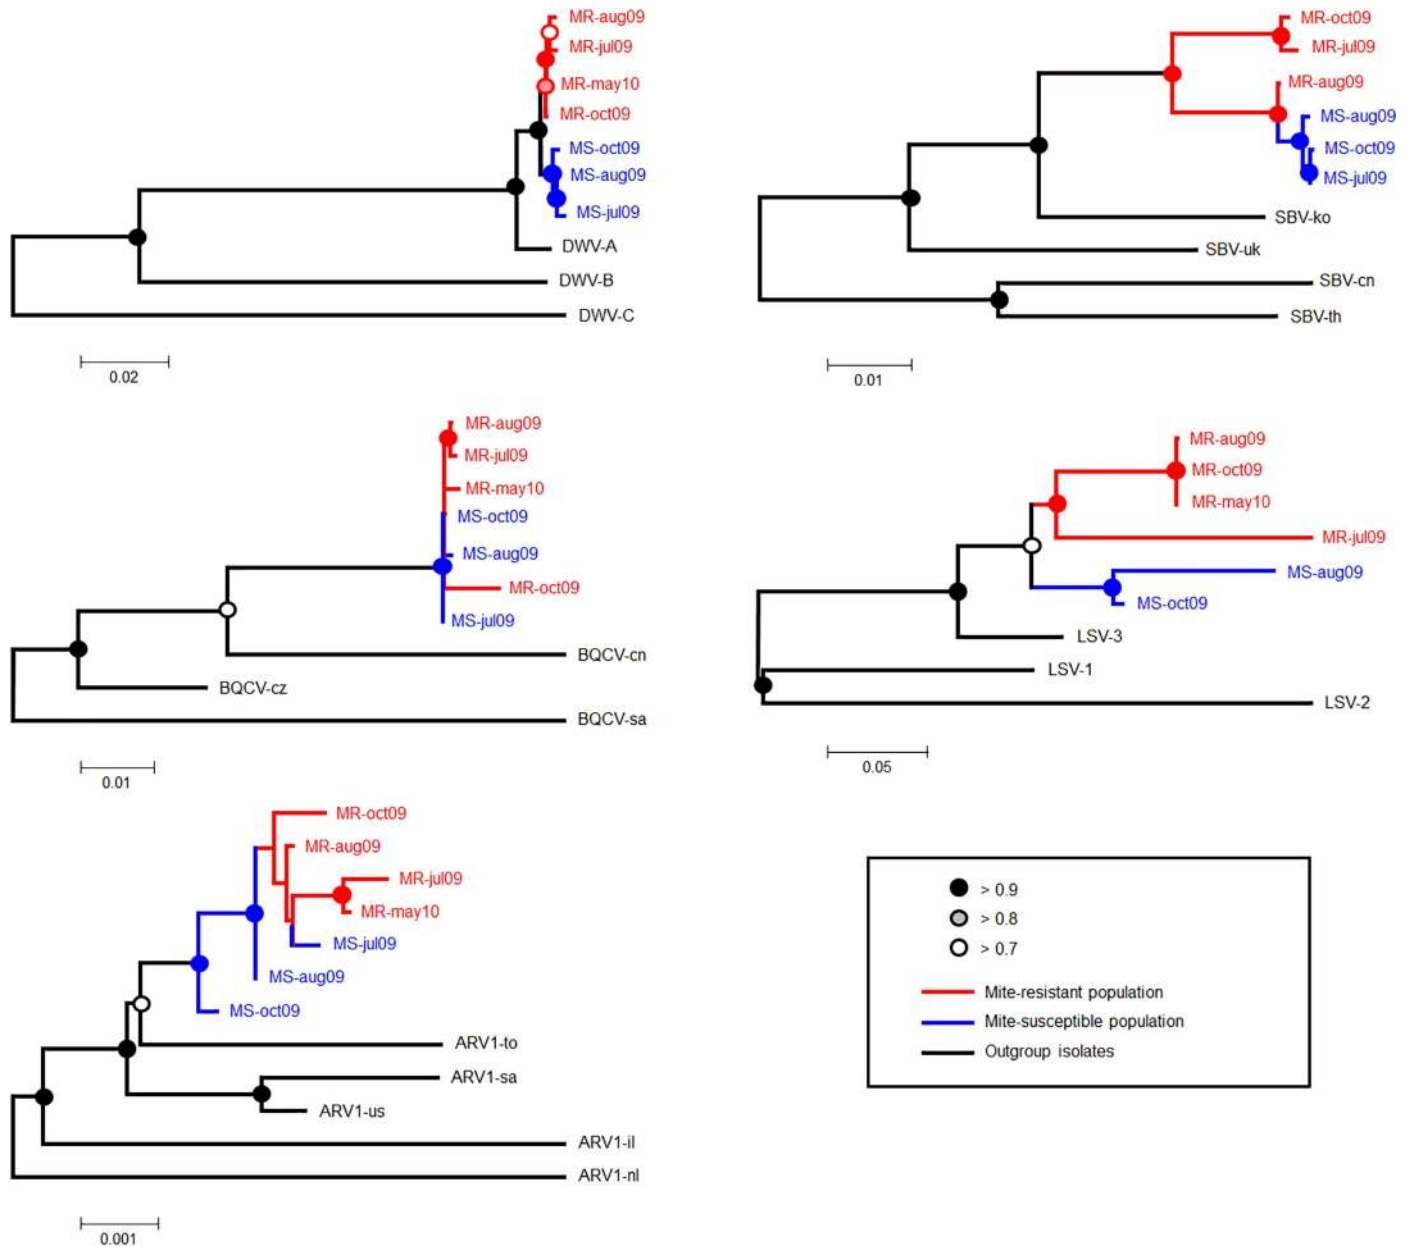 MR-aug09
MR-jul09
MR-may10
MR-oct09
MS-oct09
MS-aug09
MS-jul09
DWV-A
DWV-B
DWV-C
0.02
MR-oct09
MR-jul09
MR-aug09
MS-aug09
MS-oct09
MS-jul09
SBV-ko
SBV-uk
SBV-cn
SBV-th
0.01
MR-aug09
MR-jul09
MR-may10
MS-oct09
MS-aug09
MR-oct09
MS-jul09
BQCV-cn
BQCV-cz
BQCV-sa
0.01
MR-aug09
MR-oct09
MR-may10
MR-jul09
MS-aug09
MS-oct09
LSV-3
LSV-1
LSV-2
0.05
MR-oct09
MR-aug09
MR-jul09
MR-may10
MS-jul09
MS-aug09
MS-oct09
ARV1-to
ARV1-sa
ARV1-us
ARV1-il
ARV1-nl
0.001
> 0.9
> 0.8
> 0.7
Mite-resistant population
Mite-susceptible population
Outgroup isolates